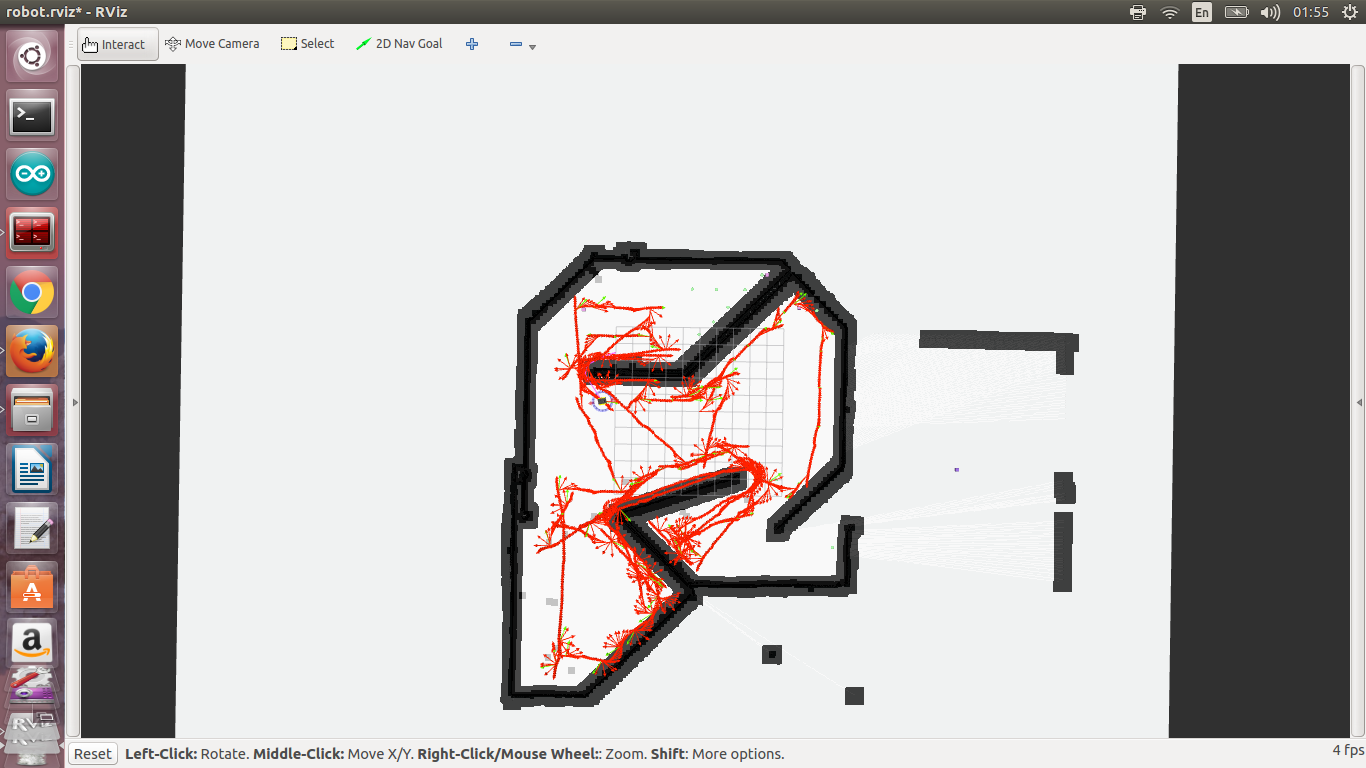 robot.rviz* - RViz
En
01:55
Interact
Move Camera
Select
2D Nav Goal
Reset
Left-Click: Rotate. Middle-Click: Move X/Y. Right-Click/Mouse Wheel:: Zoom. Shift: More options.
4 fps